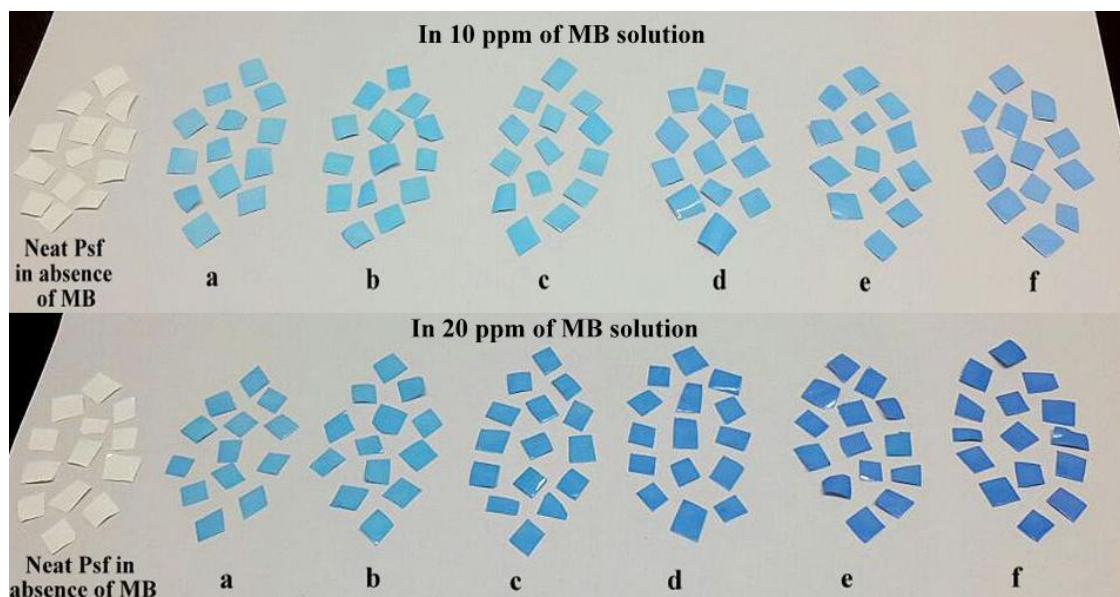 In 10 ppm of MB solution
Neat Psf
in absence
of MB
a
b
c
d
e
f
In 20 ppm of MB solution
Neat Psf in
absence of MB
a
b
c
d
e
f